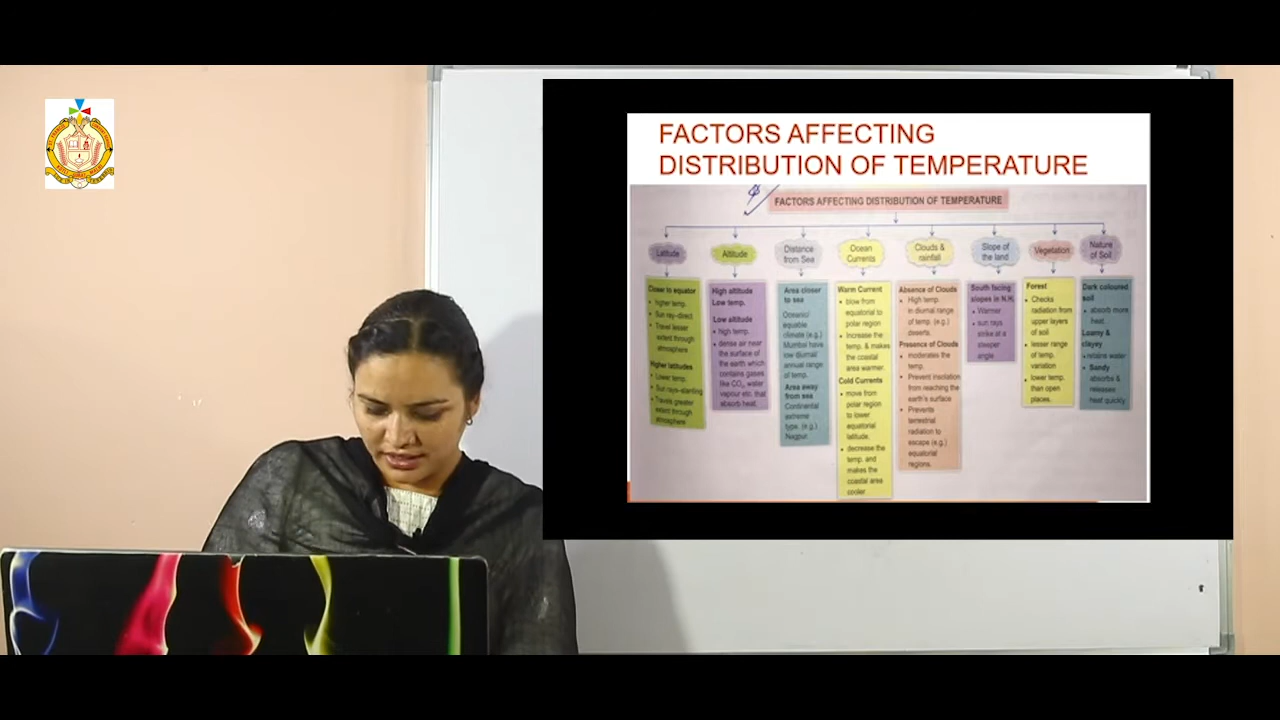 FACTORS AFFECTING
DISTRIBUTION OF TEMPERATURE
FACTORS AFFECTING DISTRIBUTION OF TEMPERATURE
Latitude
Closer to equator
• higher temp.
• Sun ray-direct
• Travel lesser
extent through
atmosphere
Higher latitudes
• Lower temp.
• Sun rays-slanting
• Travels greater
extent through
atmosphere
Altitude
High altitude
Low temp.
Low altitude
• high temp.
• dense air near
the surface of
the earth which
contains gases
like CO₂, water
vapour etc. that
absorb heat.
Distance
from Sea
Area closer
to sea
Oceanic/
equable
climate (e.g.)
Mumbai have
low diurnal/
annual range
of temp.
Area away
from sea
Continental
extreme
type. (e.g.)
Nagpur.
Ocean
Currents
Warm Current
• blow from
equatorial to
polar region
• increase the
temp. & makes
the coastal
area warmer.
Cold Currents
• move from
polar region
to lower
equatorial
latitude.
• decrease the
temp. and
makes the
coastal area
cooler
Clouds &
rainfall
Absence of Clouds
• High temp.
in diurnal range
of temp. (e.g.)
deserts.
Presence of Clouds
• moderates the
temp.
• Prevent insolation
from reaching the
earth's surface
• Prevents
terrestrial
radiation to
escape (e.g.)
equatorial
regions.
Slope of
the land
South facing
slopes in N.H.
• Warmer
• sun rays
strike at a
steeper
angle
Vegetation
Forest
• Checks
radiation from
upper layers
of soil
• lesser range
of temp.
variation
• lower temp.
than open
places.
Nature
of Soil
Dark coloured
soil
• absorb more
heat.
Loamy &
clayey
• retains water
• Sandy
absorbs &
releases
heat quickly